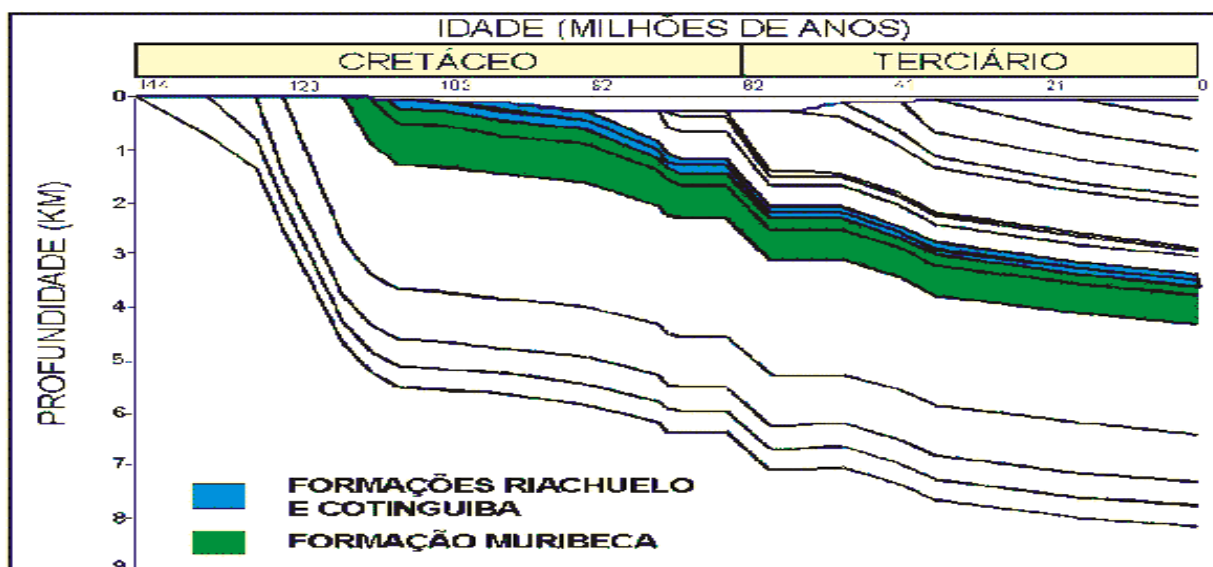 IDADE (MILHÕES DE ANOS)
CRETÁCEO TERCIÁRIO
144 123 103 82 62 41 21 0
PROFUNDIDADE (KM)
0
1
2
3
4
5
6
7
8
9
FORMAÇÕES RIACHUELO
E COTINGUIBA
FORMAÇÃO MURIBECA